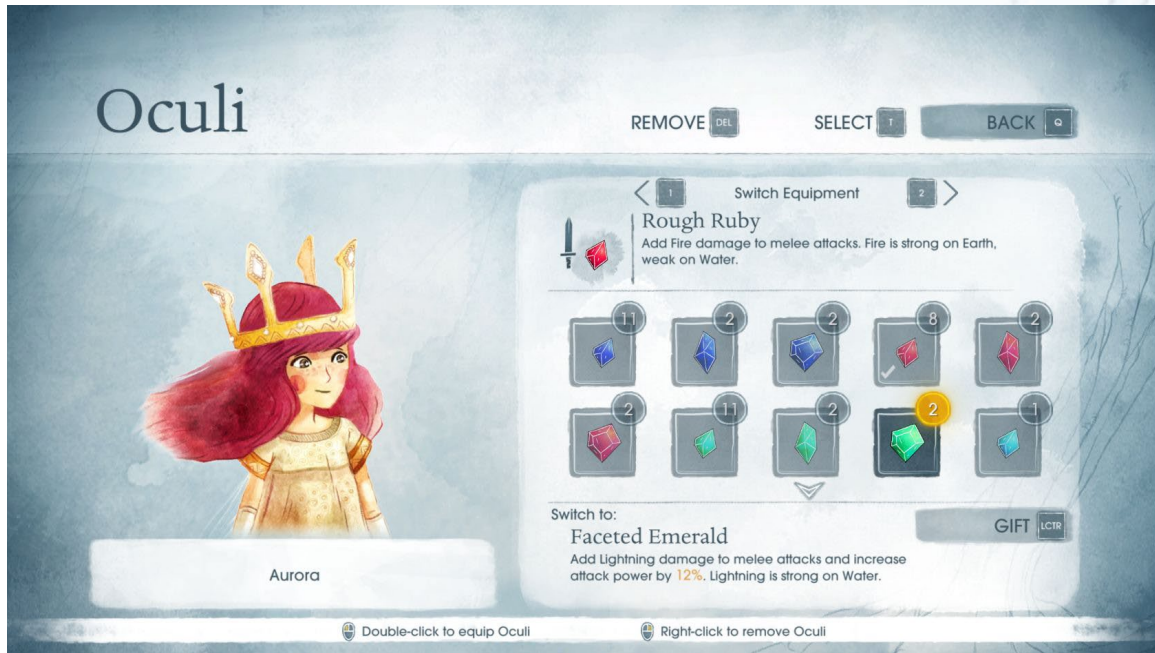 Oculi
REMOVE DEL
SELECT T
BACK Q
1 Switch Equipment 2
Rough Ruby
Add Fire damage to melee attacks. Fire is strong on Earth,
weak on Water.
11 2 2 8 2
2 11 2 2 1
Switch to:
Faceted Emerald
GIFT LCTR
Add Lightning damage to melee attacks and increase
attack power by 12%. Lightning is strong on Water.
Aurora
Double-click to equip Oculi
Right-click to remove Oculi